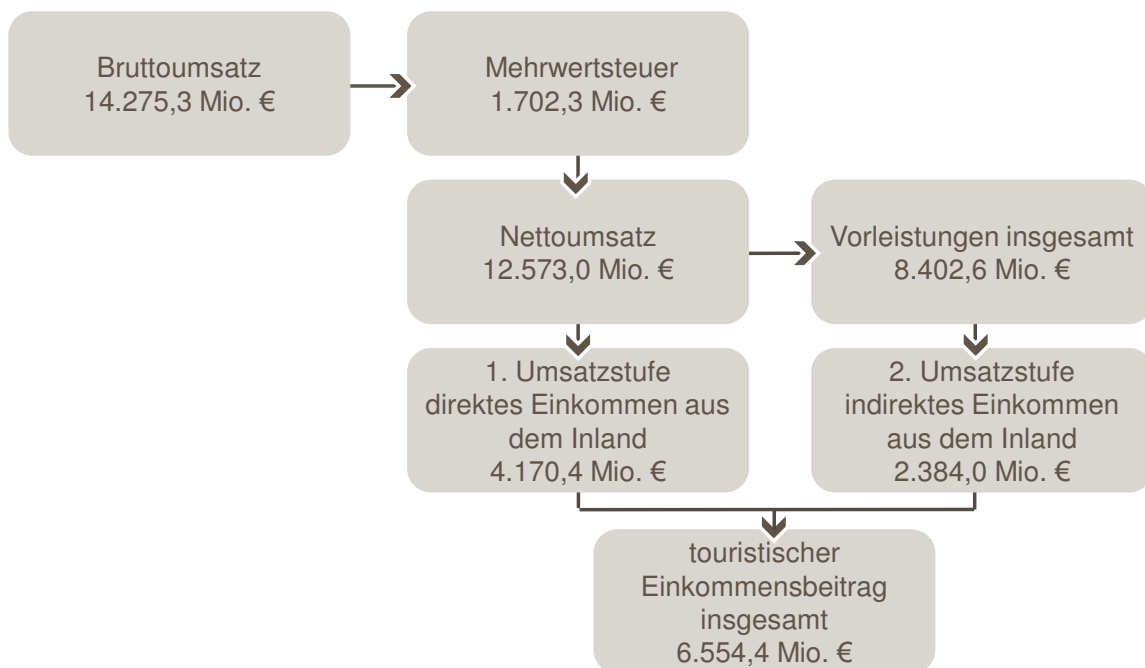 Bruttoumsatz
14.275,3 Mio. €
Mehrwertsteuer
1.702,3 Mio. €
Nettoumsatz
12.573,0 Mio. €
Vorleistungen insgesamt
8.402,6 Mio. €
1. Umsatzstufe
direktes Einkommen aus
dem Inland
4.170,4 Mio. €
2. Umsatzstufe
indirektes Einkommen
aus dem Inland
2.384,0 Mio. €
touristischer
Einkommensbeitrag
insgesamt
6.554,4 Mio. €